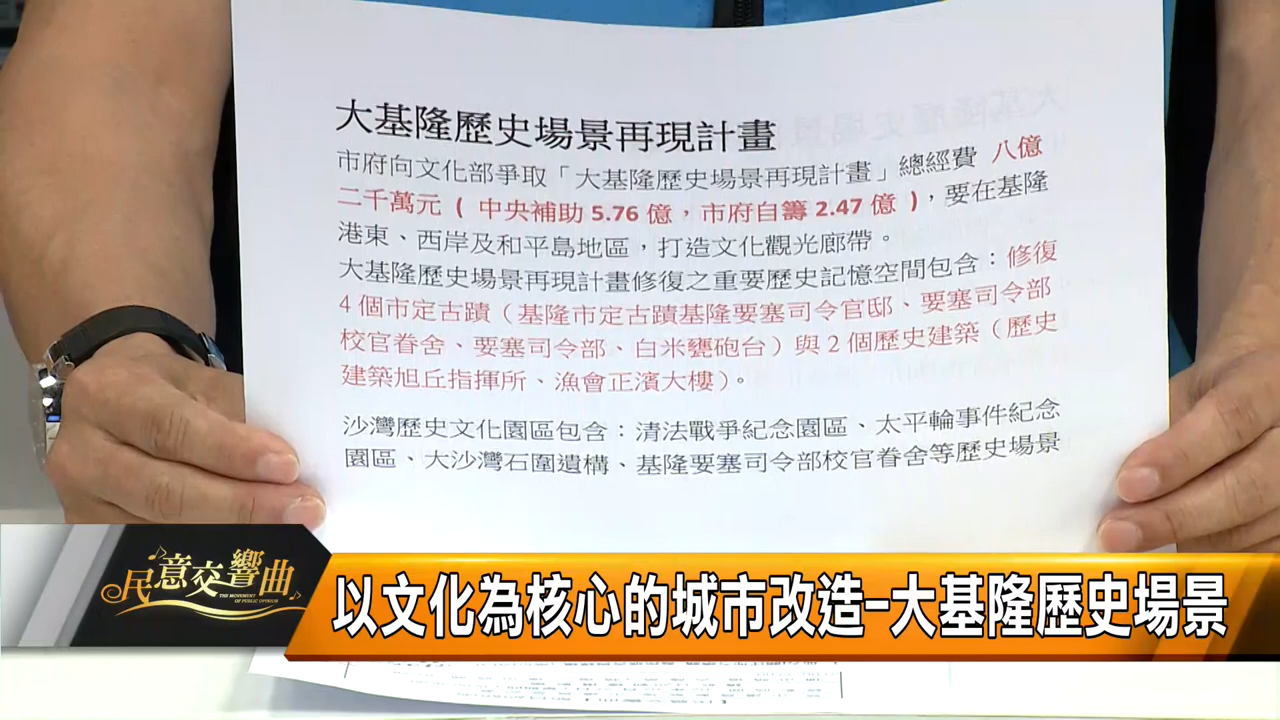 大基隆歷史場景再現計畫
市府向文化部爭取「大基隆歷史場景再現計畫」總經費 八億
二千萬元 ( 中央補助 5.76 億，市府自籌 2.47 億 )，要在基隆
港東、西岸及和平島地區，打造文化觀光廊帶。
大基隆歷史場景再現計畫修復之重要歷史記憶空間包含：修復
4 個市定古蹟（基隆市定古蹟基隆要塞司令官邸、要塞司令部
校官眷舍、要塞司令部、白米甕砲台）與 2 個歷史建築（歷史
建築旭丘指揮所、漁會正濱大樓）。
沙灣歷史文化園區包含：清法戰爭紀念園區、太平輪事件紀念
園區、大沙灣石圍遺構、基隆要塞司令部校官眷舍等歷史場景
民意交響曲
THE MOVEMENT
OF PUBLIC OPINION
以文化為核心的城市改造-大基隆歷史場景